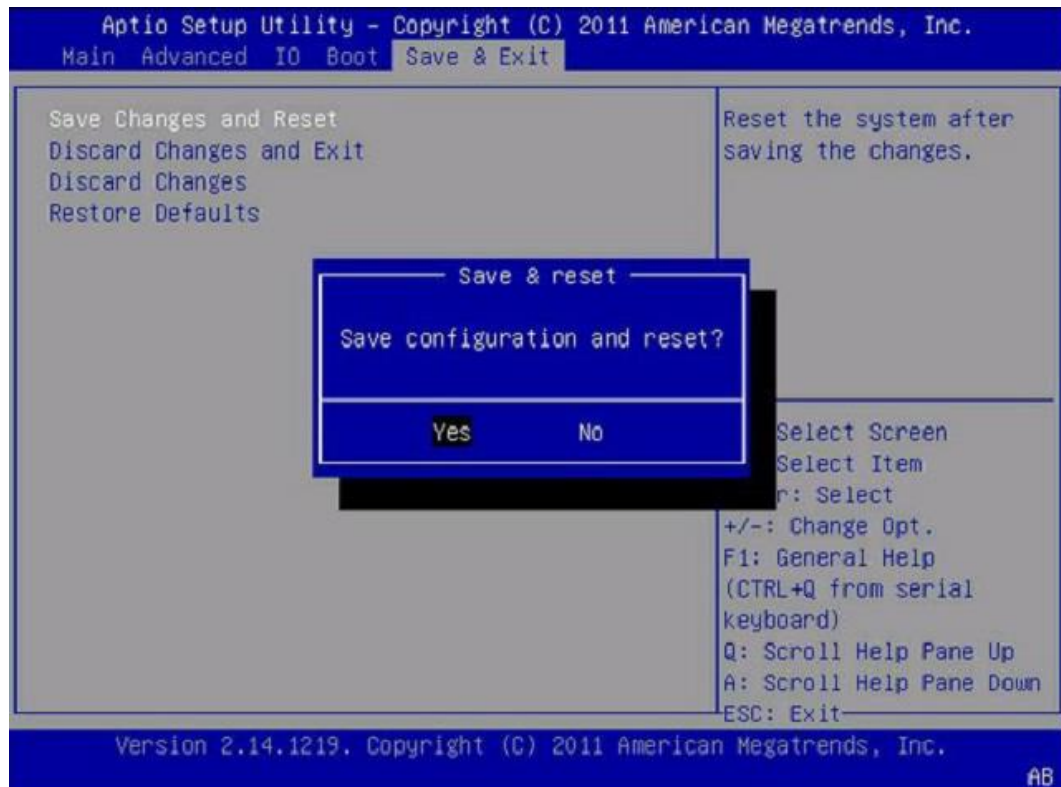 Aptio Setup Utility – Copyright (C) 2011 American Megatrends, Inc.
Main Advanced IO Boot Save & Exit
Save Changes and Reset
Discard Changes and Exit
Discard Changes
Restore Defaults
Reset the system after
saving the changes.
Save & reset
Save configuration and reset?
Yes No
Select Screen
Select Item
r: Select
+/-: Change Opt.
F1: General Help
(CTRL+Q from serial
keyboard)
Q: Scroll Help Pane Up
A: Scroll Help Pane Down
ESC: Exit
Version 2.14.1219. Copyright (C) 2011 American Megatrends, Inc.
AB